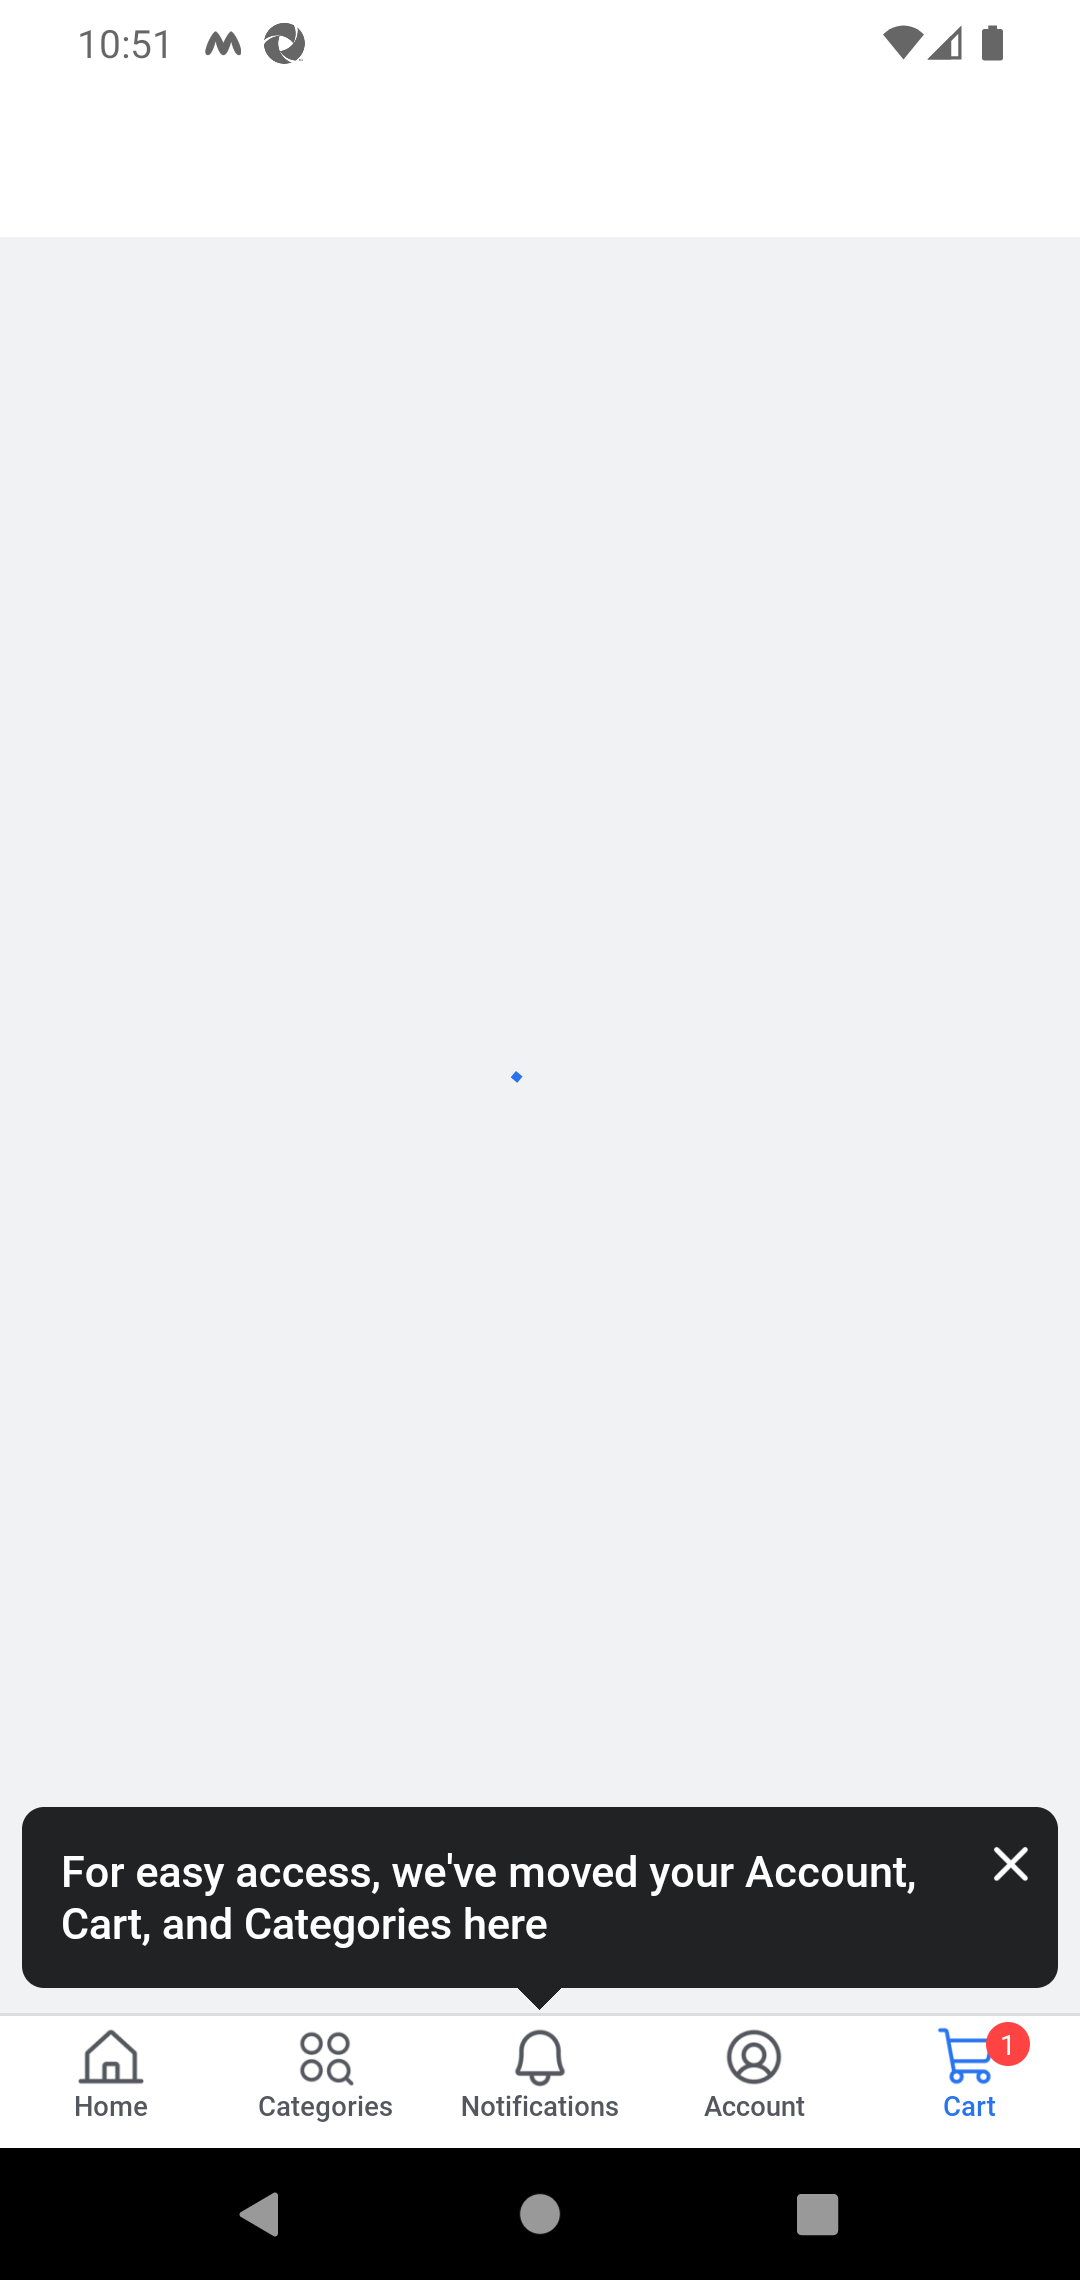 10:51
For easy access, we've moved your Account,
Cart, and Categories here
1
Home
Categories
Notifications
Account
Cart